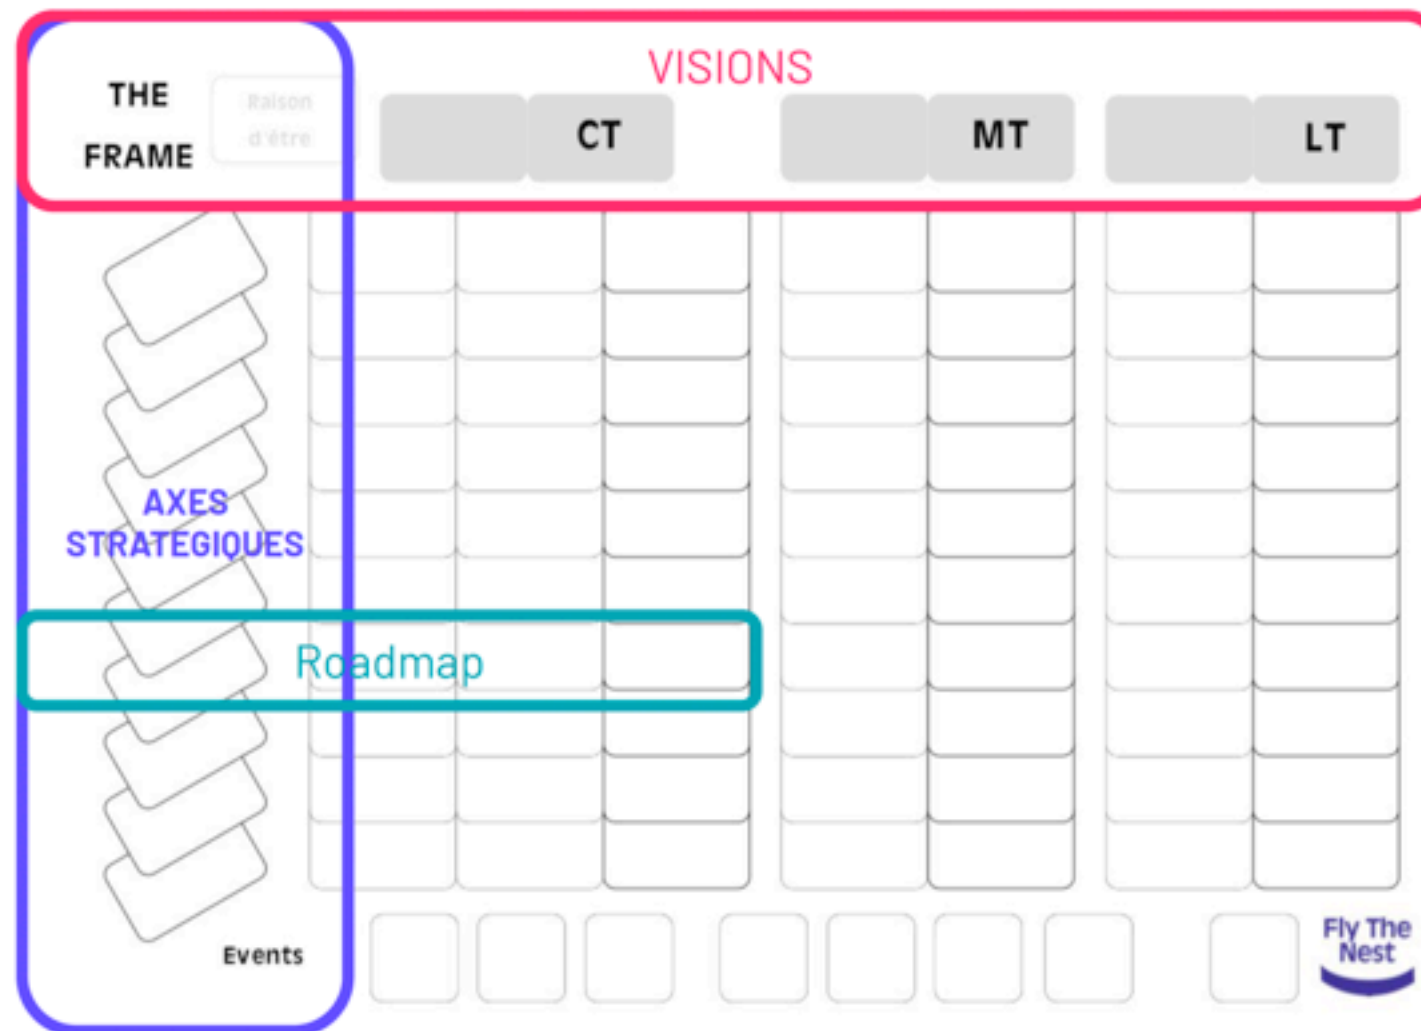 VISIONS
THE
FRAME
Raison
d'être
CT
MT
LT
AXES
STRATEGIQUES
Roadmap
Events
Fly The
Nest